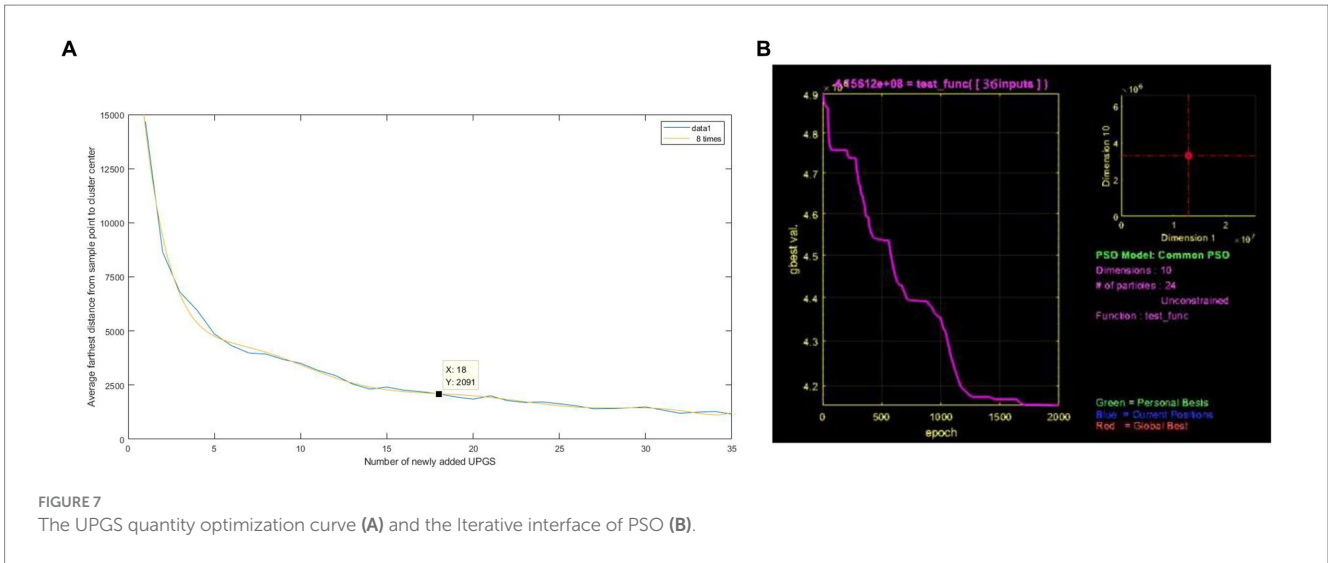 A
15000
12500
10000
7500
5000
2500
0
Average farthest distance from sample point to cluster center
data1
8 times
X: 18
Y: 2091
0 5 10 15 20 25 30 35
Number of newly added UPGS
B
5612e+08 = test_func( [ 36inputs ] )
4.9
4.8
4.7
4.6
4.5
4.4
4.3
4.2
gbest val.
0 500 1000 1500 2000
epoch
× 10⁶
6
4
2
0
Dimension 10
0 1 2
× 10⁷
Dimension 1
PSO Model: Common PSO
Dimensions : 10
# of particles : 24
Unconstrained
Function : test_func
Green = Personal Bests
Blue = Current Positions
Red = Global Best
FIGURE 7
The UPGS quantity optimization curve (A) and the Iterative interface of PSO (B).